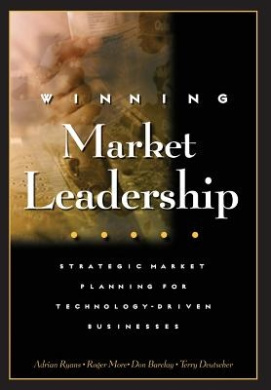 WINNING
Market
Leadership
STRATEGIC MARKET
PLANNING FOR
TECHNOLOGY-DRIVEN
BUSINESSES
Adrian Ryans • Roger More • Don Barclay • Terry Deutscher